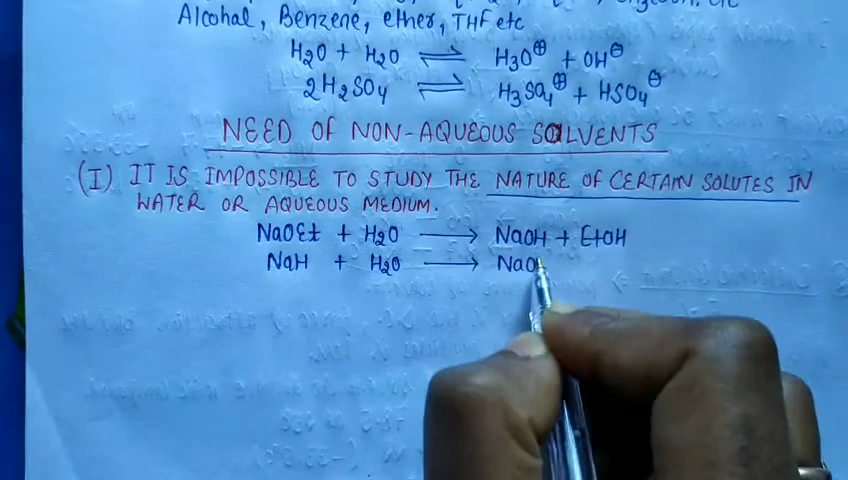 Alcohal, Benzene, ether, THF etc
H₂O + H₂O ⇌ H₃O⊕ + OH⊖
2H₂SO₄ ⇌ H₃SO₄⊕ + HSO₄⊖
NEED OF NON-AQUEOUS SOLVENTS
(I) IT IS IMPOSSIBLE TO STUDY THE NATURE OF CERTAIN SOLUTES IN
WATER OR AQUEOUS MEDIUM.
NaOEt + H₂O ⟶ NaOH + EtOH
NaH + H₂O ⟶ NaO